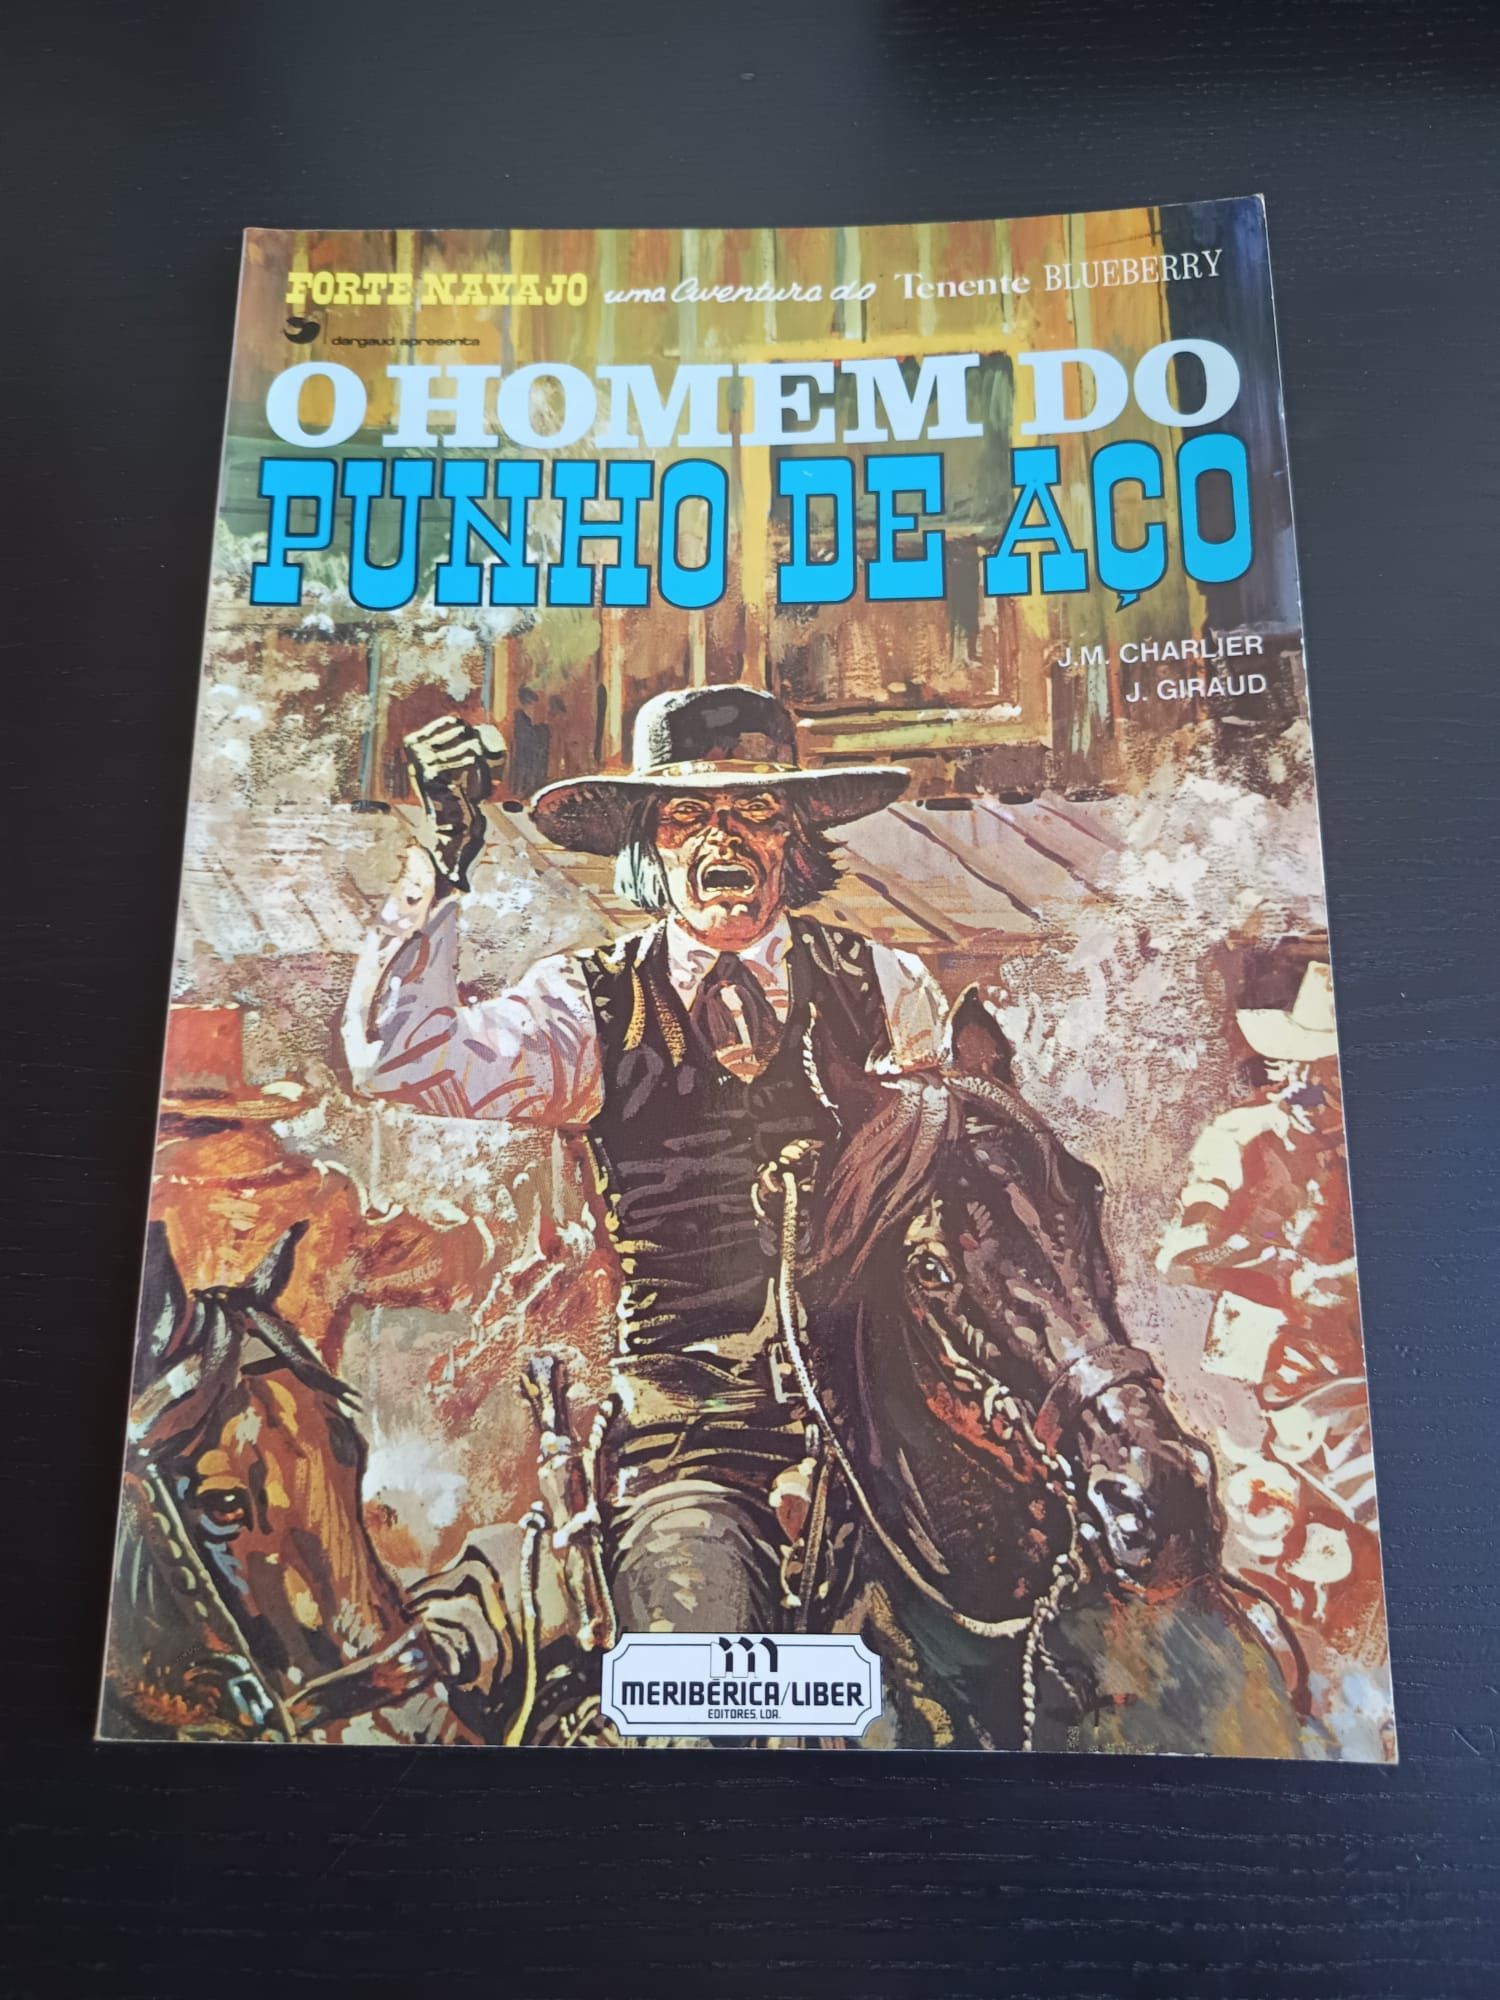 FORTE NAVAJO uma Aventura do Tenente BLUEBERRY
dargaud apresenta
O HOMEM DO
PUNHO DE AÇO
J.M. CHARLIER
J. GIRAUD
m
MERIBÉRICA/LIBER
EDITORES, LDA.